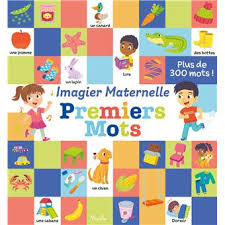 un canard
une pomme
des bottes
un lapin
Lire
Plus de
300 mots !
Imagier Maternelle
Premiers
Mots
un chien
une cabane
Dormir